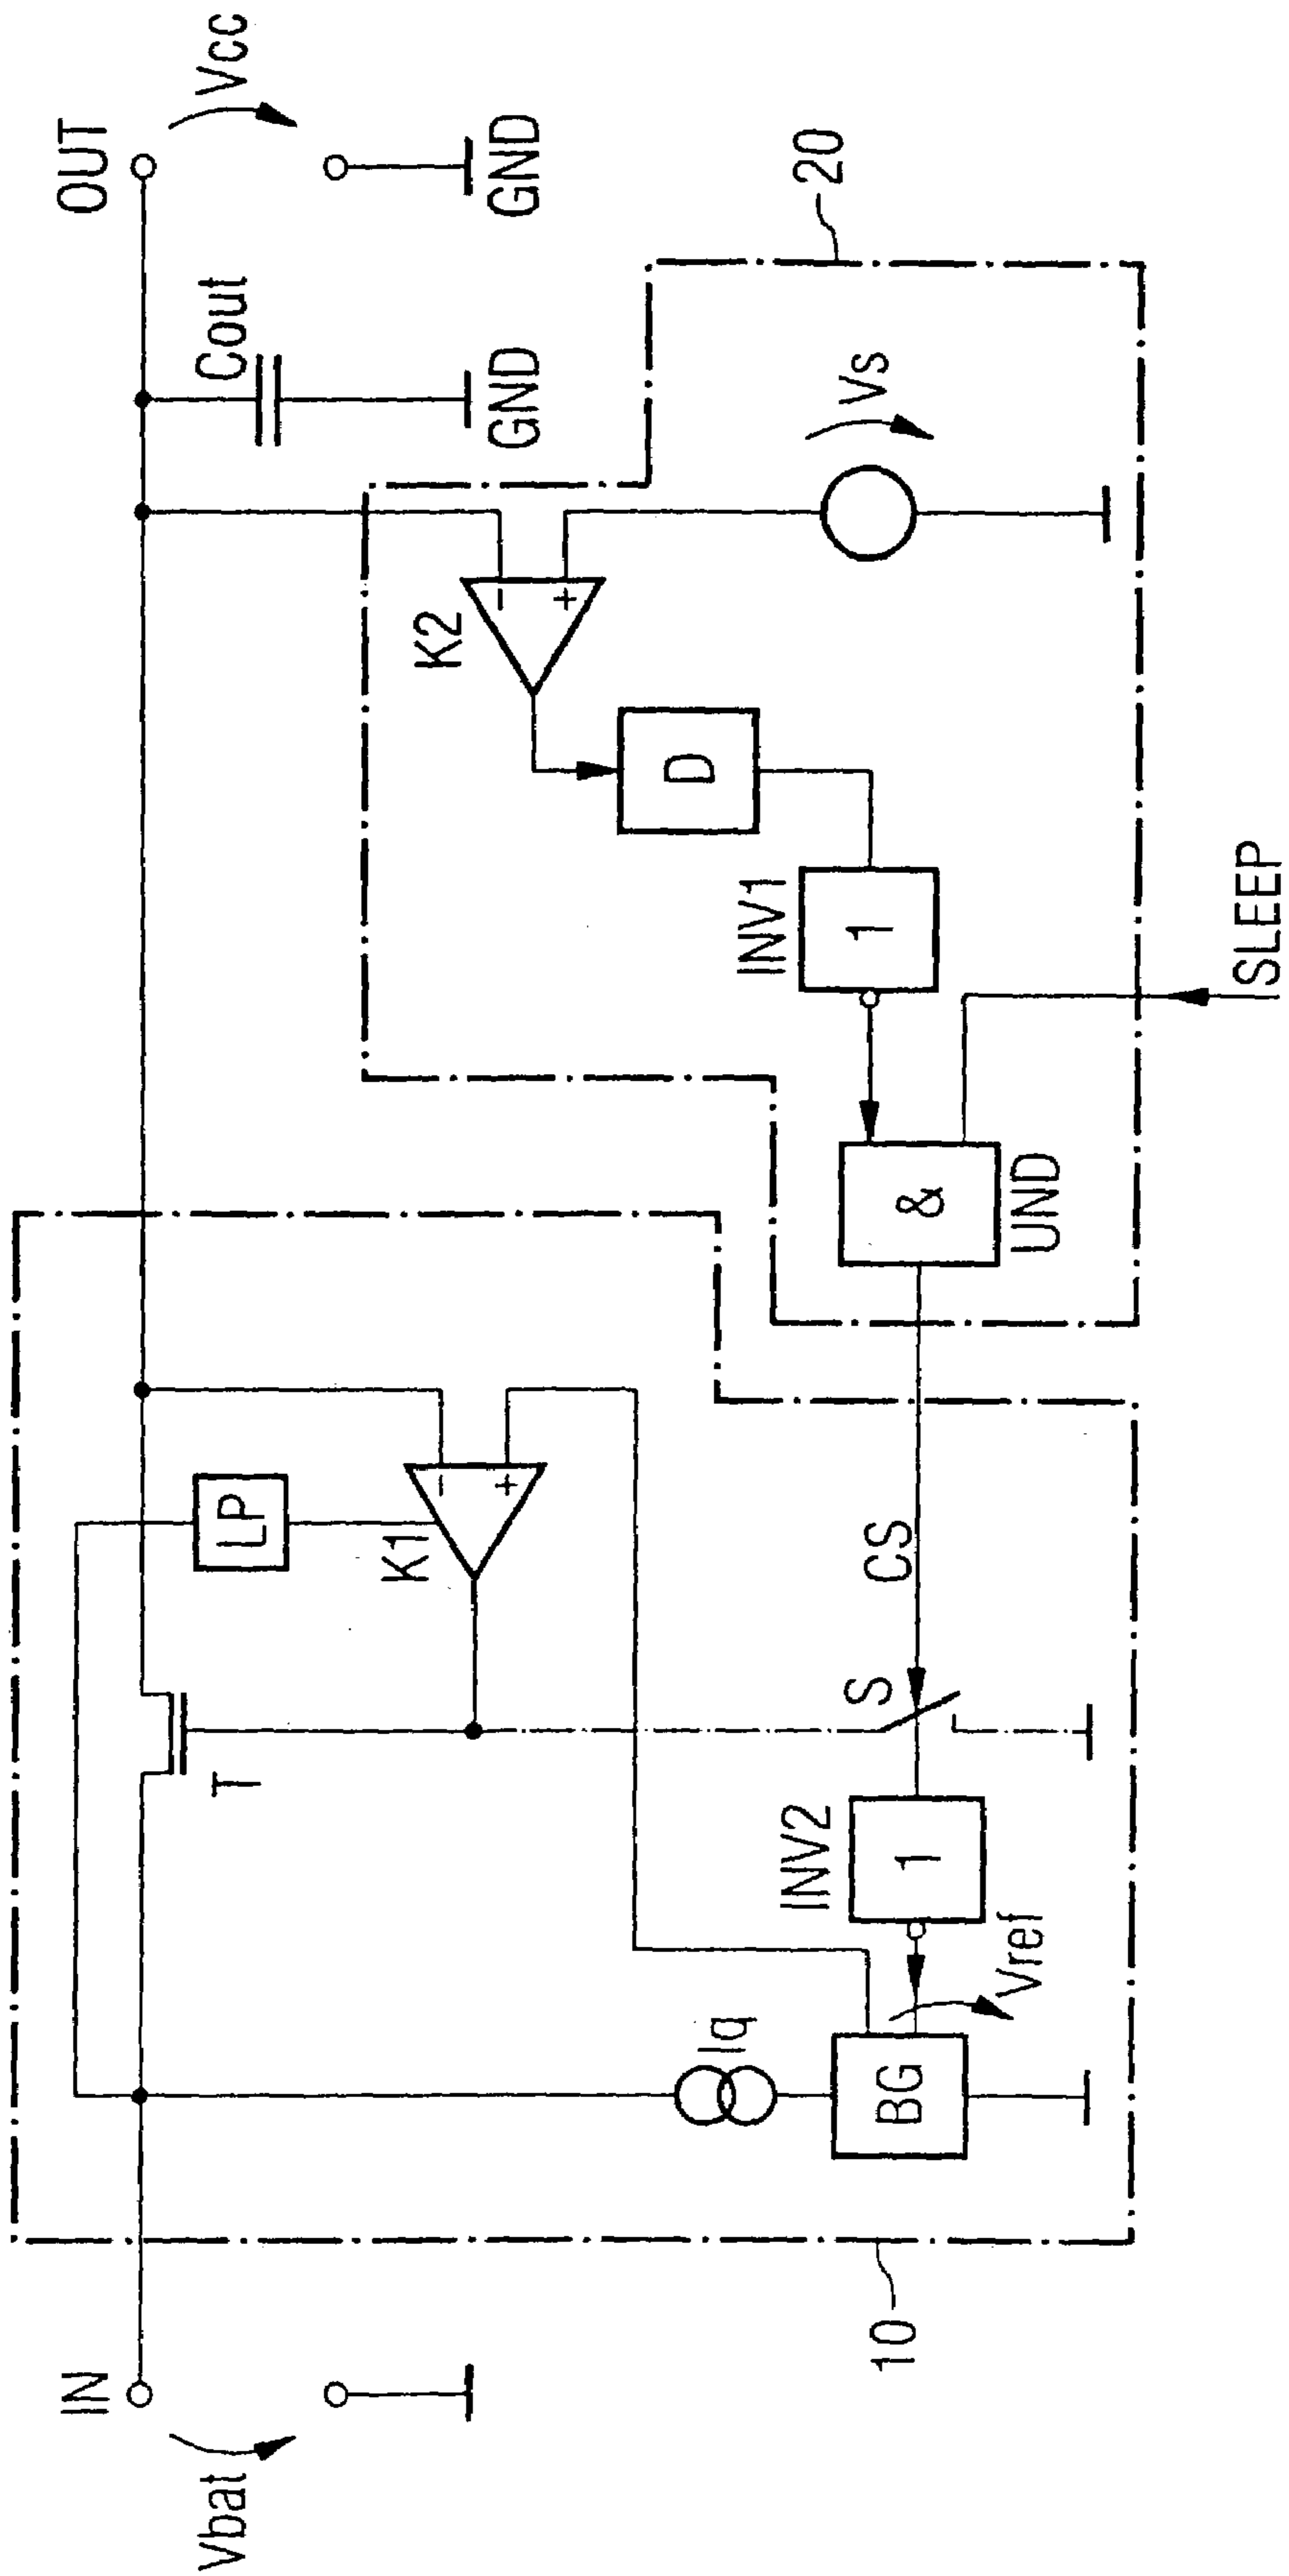 IN
Vbat
10
T
LP
K1
-
+
Iq
BG
Vref
INV2
1
S
CS
OUT
Vcc
GND
Cout
GND
20
K2
-
+
Vs
D
INV1
1
&
UND
SLEEP